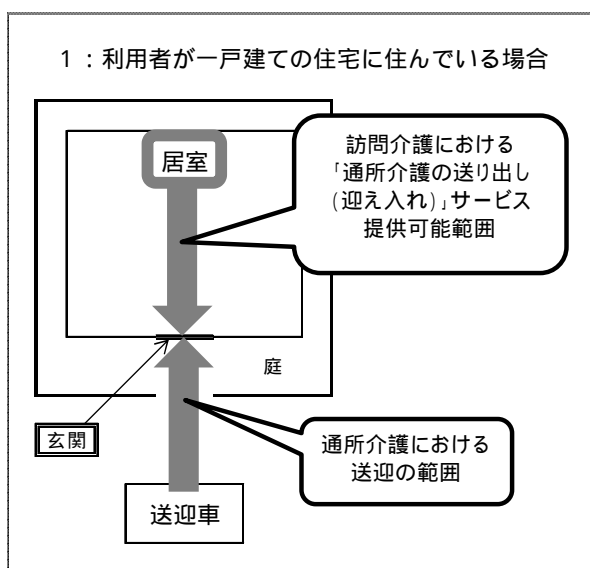 1：利用者が一戸建ての住宅に住んでいる場合
居室
訪問介護における
「通所介護の送り出し
(迎え入れ)」サービス
提供可能範囲
庭
玄関
通所介護における
送迎の範囲
送迎車